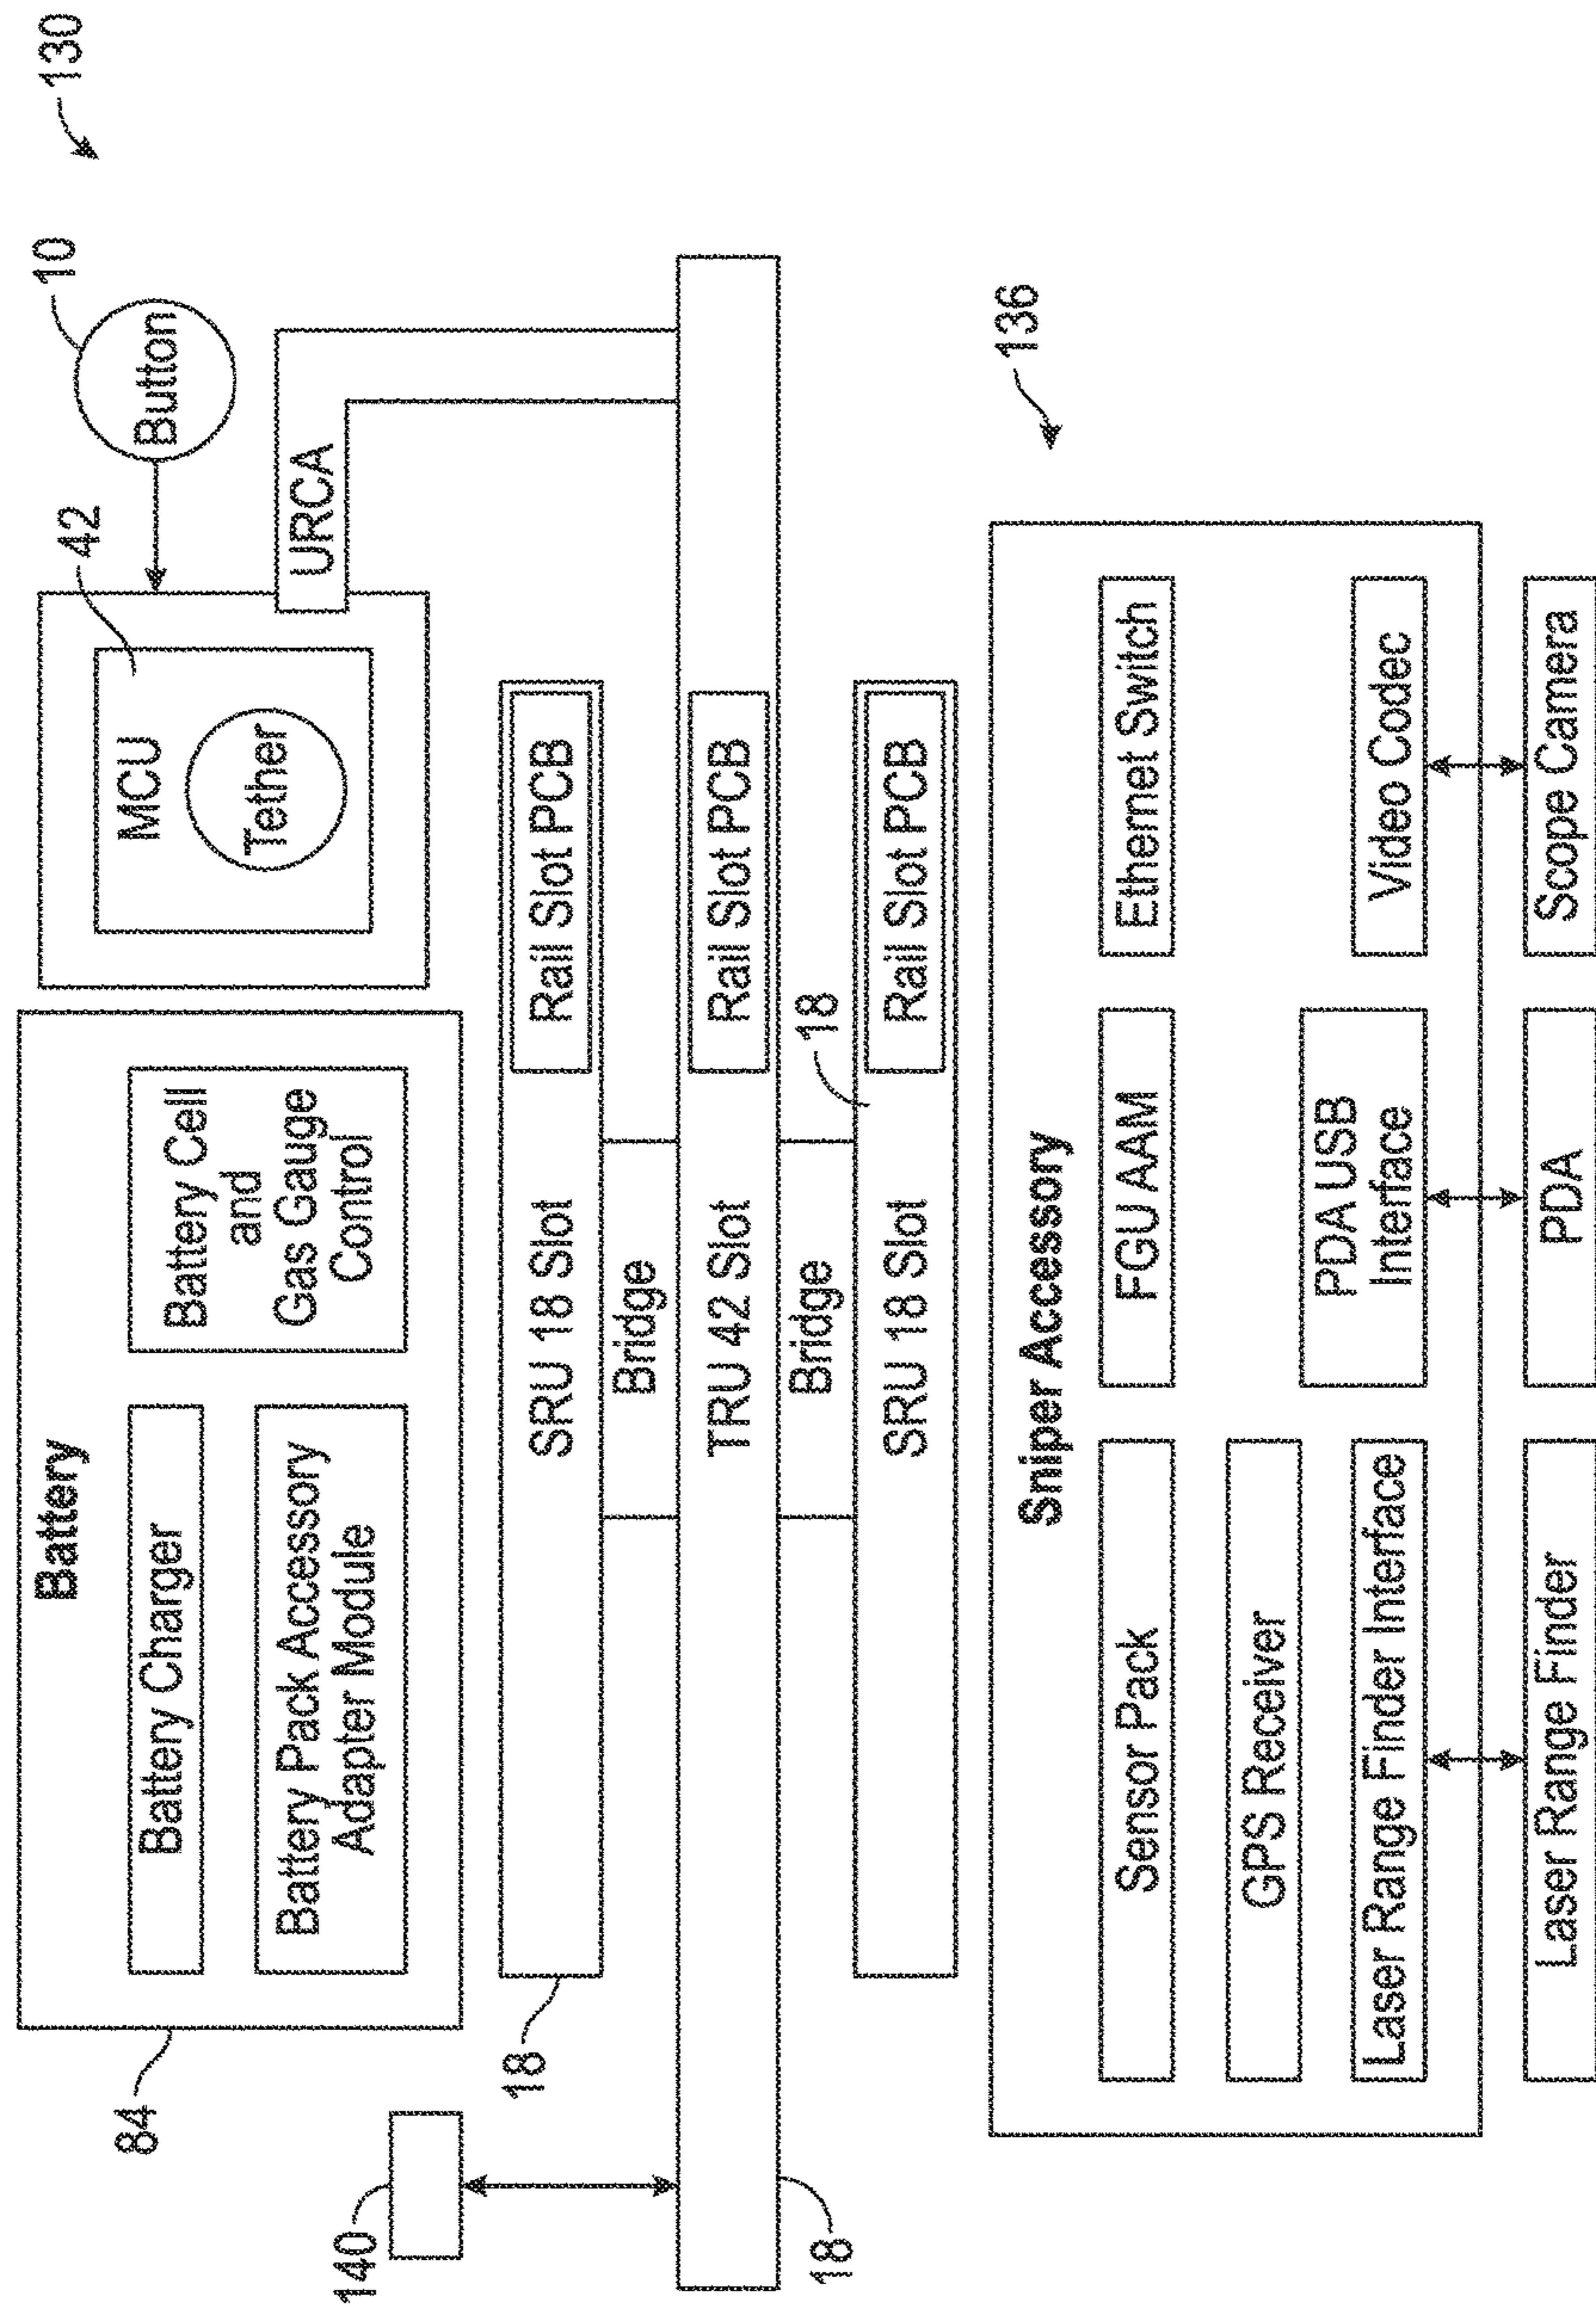 130
Battery
Battery Charger
Battery Pack Accessory
Adapter Module
Battery Cell
and
Gas Gauge
Control
84
MCU
Tether
42
Button
10
URCA
140
SRU 18 Slot
Rail Slot PCB
18
Bridge
TRU 42 Slot
Rail Slot PCB
18
Bridge
SRU 18 Slot
Rail Slot PCB
18
136
Sniper Accessory
Sensor Pack
FGU AAM
Ethernet Switch
GPS Receiver
Laser Range Finder Interface
PDA USB
Interface
Video Codec
Laser Range Finder
PDA
Scope Camera